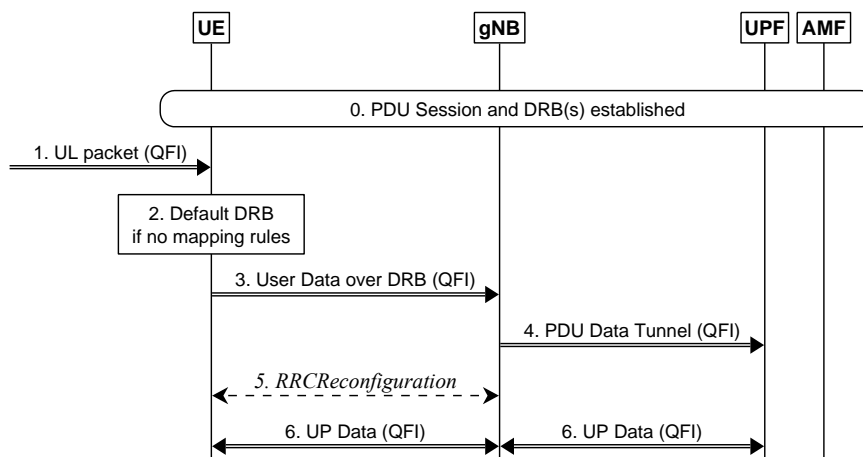 UE
gNB
UPF
AMF
0. PDU Session and DRB(s) established
1. UL packet (QFI)
2. Default DRB
if no mapping rules
3. User Data over DRB (QFI)
4. PDU Data Tunnel (QFI)
5. RRCReconfiguration
6. UP Data (QFI)
6. UP Data (QFI)